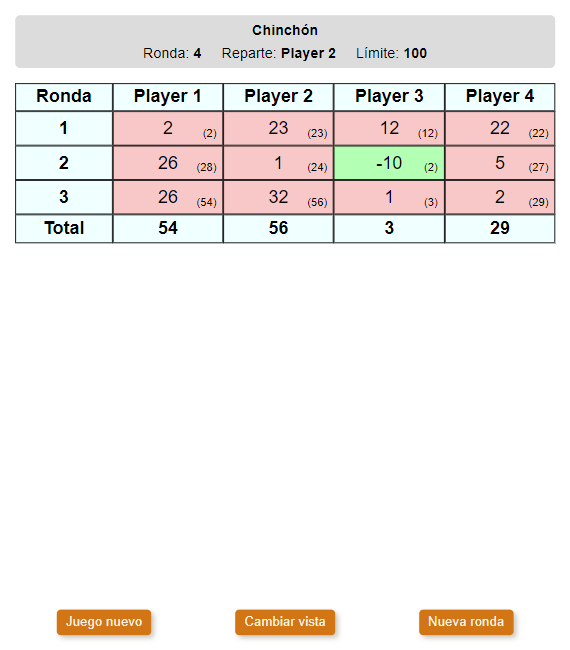 Chinchón
Ronda: 4 Reparte: Player 2 Límite: 100
Ronda Player 1 Player 2 Player 3 Player 4
1 2 (2) 23 (23) 12 (12) 22 (22)
2 26 (28) 1 (24) -10 (2) 5 (27)
3 26 (54) 32 (56) 1 (3) 2 (29)
Total 54 56 3 29
Juego nuevo Cambiar vista Nueva ronda